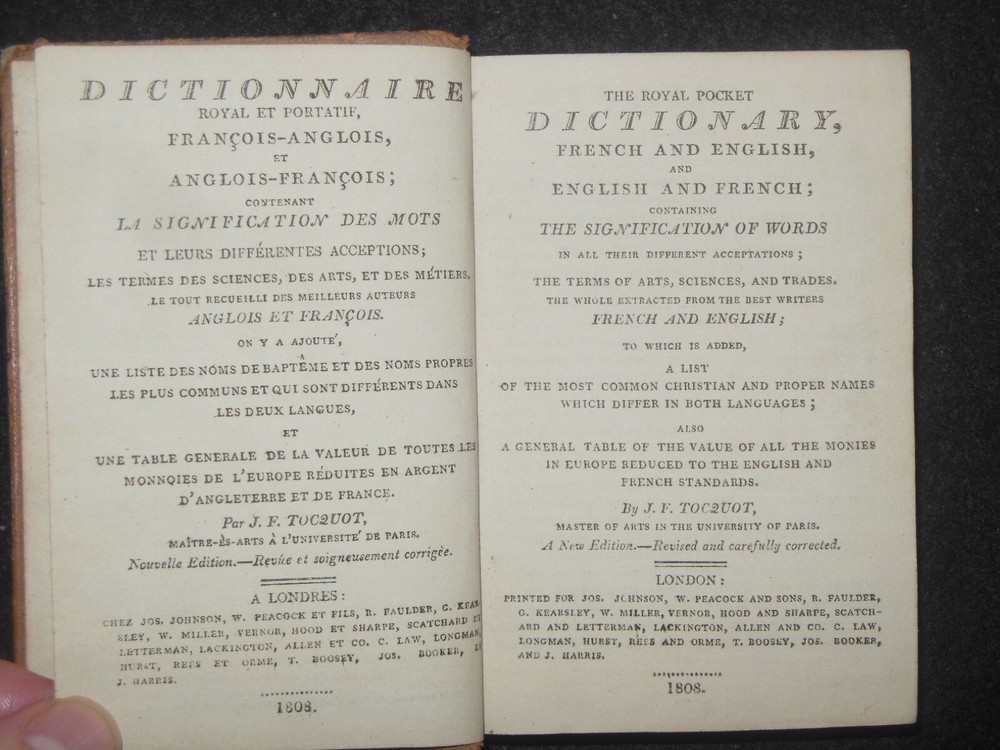 DICTIONNAIRE
ROYAL ET PORTATIF,
FRANÇOIS-ANGLOIS,
ET
ANGLOIS-FRANÇOIS;
CONTENANT
LA SIGNIFICATION DES MOTS
ET LEURS DIFFÉRENTES ACCEPTIONS;
LES TERMES DES SCIENCES, DES ARTS, ET DES MÉTIERS.
LE TOUT RECUEILLI DES MEILLEURS AUTEURS
ANGLOIS ET FRANÇOIS.
ON Y A AJOUTÉ,
UNE LISTE DES NOMS DE BAPTÊME ET DES NOMS PROPRES
LES PLUS COMMUNS ET QUI SONT DIFFÉRENTS DANS
LES DEUX LANGUES,
ET
UNE TABLE GENERALE DE LA VALEUR DE TOUTES LES
MONNOIES DE L'EUROPE RÉDUITES EN ARGENT
D'ANGLETERRE ET DE FRANCE.
Par J. F. TOCQUOT,
MAÎTRE-ÈS-ARTS À L'UNIVERSITÉ DE PARIS.
Nouvelle Edition.—Revûe et soigneusement corrigée.
A LONDRES:
CHEZ JOS. JOHNSON, W. PEACOCK ET FILS, R. FAULDER, G. KEAR-
SLEY, W. MILLER, VERNOR, HOOD ET SHARPE, SCATCHARD ET
LETTERMAN, LACKINGTON, ALLEN ET CO. C. LAW, LONGMAN,
HURST, REES ET ORME, T. BOOSEY, JOS. BOOKER, ET
J. HARRIS.
1808.
THE ROYAL POCKET
DICTIONARY,
FRENCH AND ENGLISH,
AND
ENGLISH AND FRENCH;
CONTAINING
THE SIGNIFICATION OF WORDS
IN ALL THEIR DIFFERENT ACCEPTATIONS;
THE TERMS OF ARTS, SCIENCES, AND TRADES.
THE WHOLE EXTRACTED FROM THE BEST WRITERS
FRENCH AND ENGLISH;
TO WHICH IS ADDED,
A LIST
OF THE MOST COMMON CHRISTIAN AND PROPER NAMES
WHICH DIFFER IN BOTH LANGUAGES;
ALSO
A GENERAL TABLE OF THE VALUE OF ALL THE MONIES
IN EUROPE REDUCED TO THE ENGLISH AND
FRENCH STANDARDS.
By J. F. TOCQUOT,
MASTER OF ARTS IN THE UNIVERSITY OF PARIS.
A New Edition.—Revised and carefully corrected.
LONDON:
PRINTED FOR JOS. JOHNSON, W. PEACOCK AND SONS, R. FAULDER,
G. KEARSLEY, W. MILLER, VERNOR, HOOD AND SHARPE, SCATCH-
ARD AND LETTERMAN, LACKINGTON, ALLEN AND CO. C. LAW,
LONGMAN, HURST, REES AND ORME, T. BOOSEY, JOS. BOOKER,
AND J. HARRIS.
1808.